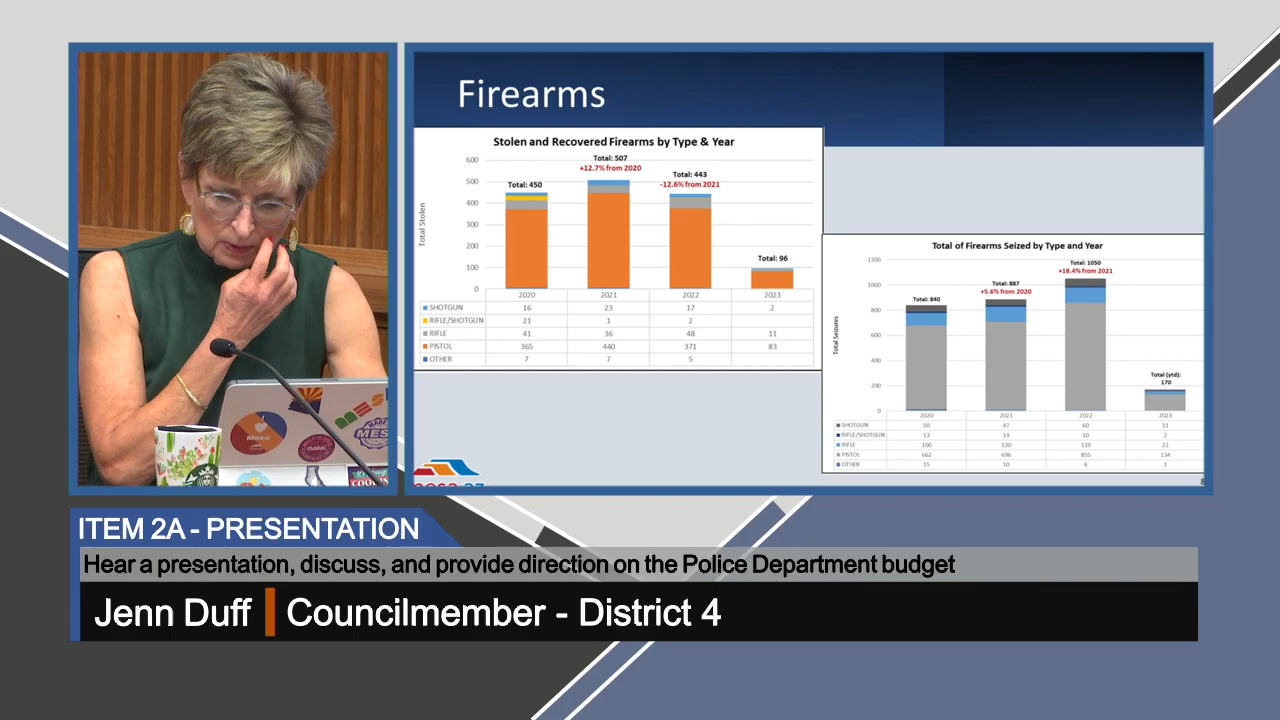 Firearms
Stolen and Recovered Firearms by Type & Year
Total Stolen
600
500
400
300
200
100
0
Total: 450
Total: 507
+12.7% from 2020
Total: 443
-12.6% from 2021
Total: 96
2020 2021 2022 2023
SHOTGUN 16 23 17 2
RIFLE/SHOTGUN 21 1 2
RIFLE 41 36 48 11
PISTOL 365 440 371 83
OTHER 7 7 5
Total of Firearms Seized by Type and Year
Total Seizures
1200
1000
800
600
400
200
0
Total: 840
Total: 887
+5.6% from 2020
Total: 1050
+18.4% from 2021
Total (ytd):
170
2020 2021 2022 2023
SHOTGUN 50 47 60 11
RIFLE/SHOTGUN 13 14 10 2
RIFLE 100 120 119 22
PISTOL 662 696 855 134
OTHER 15 10 6 1
8
mesa
make!
MADE
MES
ITEM 2A - PRESENTATION
Hear a presentation, discuss, and provide direction on the Police Department budget
Jenn Duff Councilmember - District 4